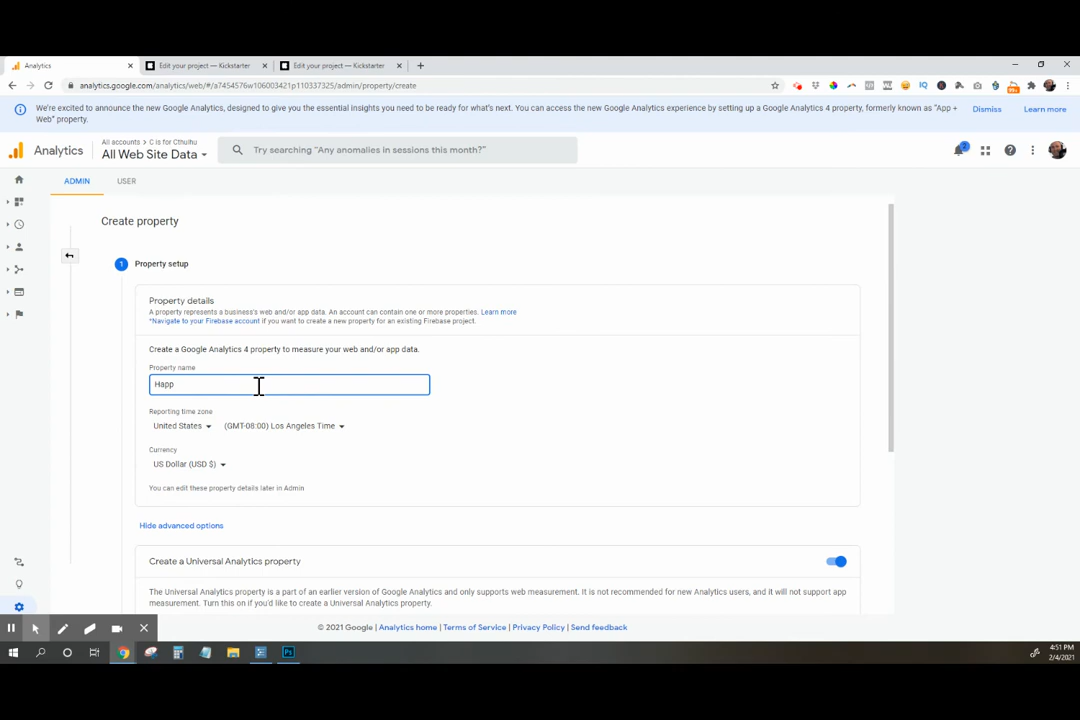 Analytics
Edit your project — Kickstarter
Edit your project — Kickstarter
analytics.google.com/analytics/web/#/a7454576w106003421p110337325/admin/property/create
We're excited to announce the new Google Analytics, designed to give you the essential insights you need to be ready for what's next. You can access the new Google Analytics experience by setting up a Google Analytics 4 property, formerly known as "App +
Web" property.
Dismiss
Learn more
Analytics
All accounts > C is for Cthulhu
All Web Site Data
Try searching "Any anomalies in sessions this month?"
2
ADMIN
USER
Create property
1
Property setup
Property details
A property represents a business's web and/or app data. An account can contain one or more properties. Learn more
*Navigate to your Firebase account if you want to create a new property for an existing Firebase project.
Create a Google Analytics 4 property to measure your web and/or app data.
Property name
Happ
Reporting time zone
United States
(GMT-08:00) Los Angeles Time
Currency
US Dollar (USD $)
You can edit these property details later in Admin
Hide advanced options
Create a Universal Analytics property
The Universal Analytics property is a part of an earlier version of Google Analytics and only supports web measurement. It is not recommended for new Analytics users, and it will not support app
measurement. Turn this on if you'd like to create a Universal Analytics property.
© 2021 Google | Analytics home | Terms of Service | Privacy Policy | Send feedback
Ps
4:51 PM
2/4/2021